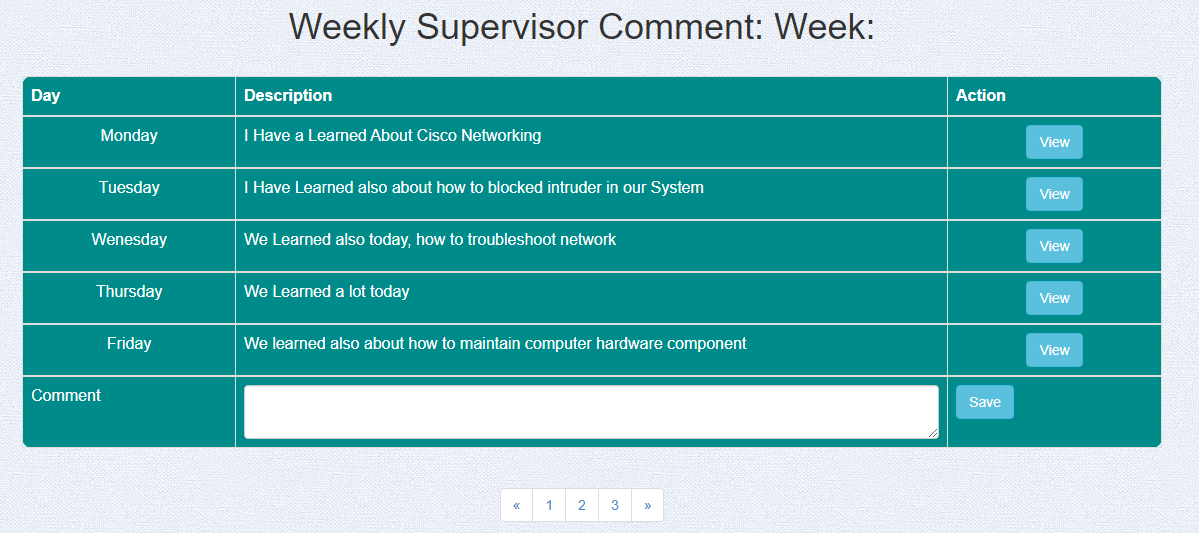 Weekly Supervisor Comment: Week:
Day Description Action
Monday I Have a Learned About Cisco Networking View
Tuesday I Have Learned also about how to blocked intruder in our System View
Wenesday We Learned also today, how to troubleshoot network View
Thursday We Learned a lot today View
Friday We learned also about how to maintain computer hardware component View
Comment Save
« 1 2 3 »